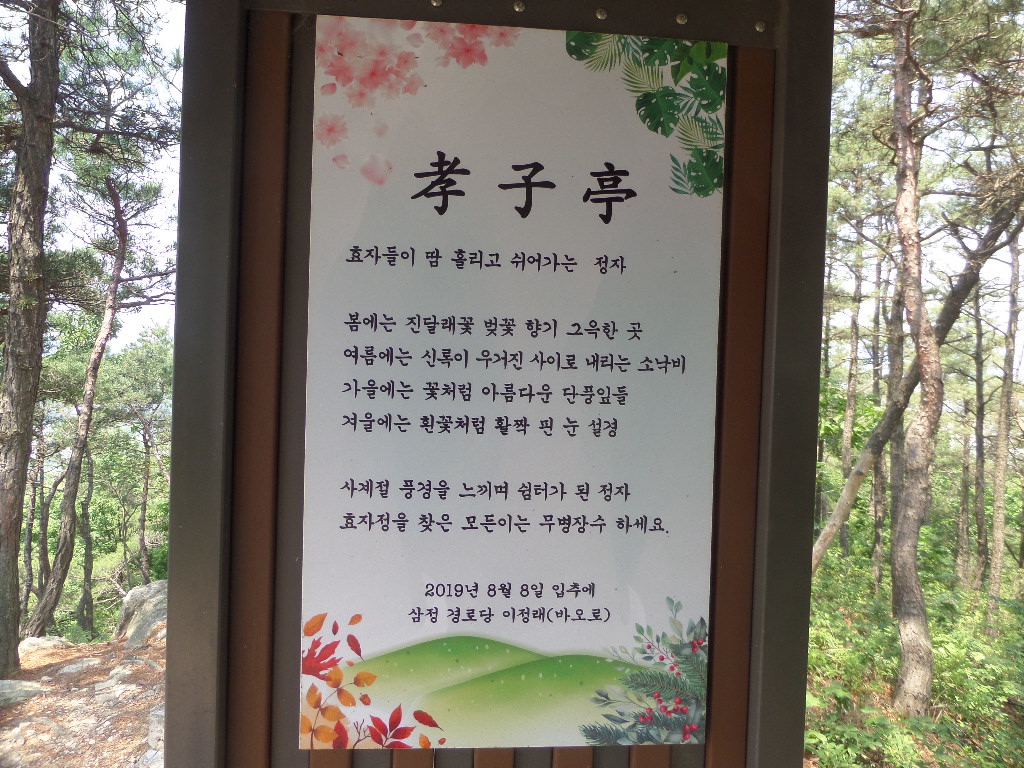 孝子亭
효자들이 땀 흘리고 쉬어가는 정자
봄에는 진달래꽃 벚꽃 향기 그윽한 곳
여름에는 신록이 우거진 사이로 내리는 소낙비
가을에는 꽃처럼 아름다운 단풍잎들
겨울에는 흰꽃처럼 활짝 핀 눈 설경
사계절 풍경을 느끼며 쉼터가 된 정자
효자정을 찾은 모든이는 무병장수 하세요.
2019년 8월 8일 입추에
삼정 경로당 이정래(바오로)